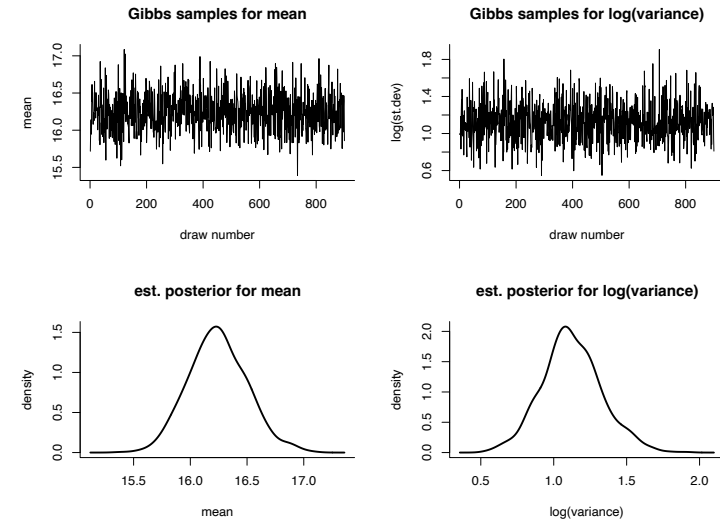 Gibbs samples for mean
mean
15.5 16.0 16.5 17.0
0 200 400 600 800
draw number
Gibbs samples for log(variance)
log(st.dev)
0.6 1.0 1.4 1.8
0 200 400 600 800
draw number
est. posterior for mean
density
0.0 0.5 1.0 1.5
15.5 16.0 16.5 17.0
mean
est. posterior for log(variance)
density
0.0 0.5 1.0 1.5 2.0
0.5 1.0 1.5 2.0
log(variance)